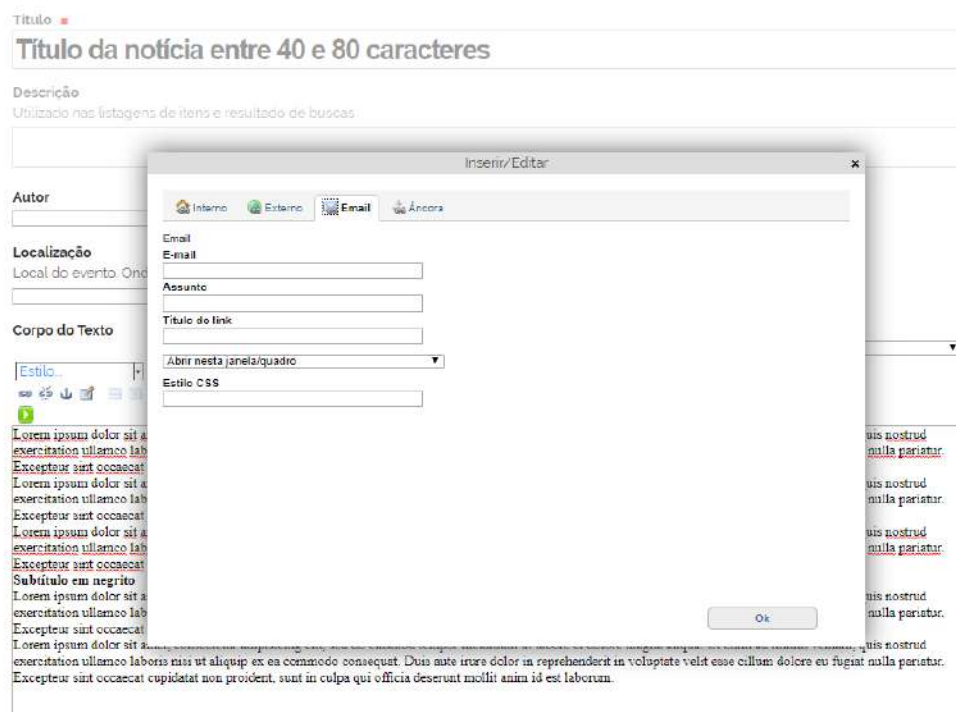 Título
Título da notícia entre 40 e 80 caracteres
Descrição
Utilizado nas listagens de itens e resultado de buscas
Inserir/Editar
Interno Externo Email Âncora
Email
E-mail
Assunto
Título do link
Abrir nesta janela/quadro
Estilo CSS
Ok
Autor
Localização
Local do evento. Ond
Corpo do Texto
Estilo...
Lorem ipsum dolor sit a uis nostrud
exercitation ullamco lab nulla pariatur.
Excepteur sint occaecat
Lorem ipsum dolor sit a uis nostrud
exercitation ullamco lab nulla pariatur.
Excepteur sint occaecat
Lorem ipsum dolor sit a uis nostrud
exercitation ullamco lab nulla pariatur.
Excepteur sint occaecat
Subtítulo em negrito
Lorem ipsum dolor sit a uis nostrud
exercitation ullamco lab nulla pariatur.
Excepteur sint occaecat
Lorem ipsum dolor sit quis nostrud
exercitation ullamco laboris nisi ut aliquip ex ea commodo consequat. Duis aute irure dolor in reprehenderit in voluptate velit esse cillum dolore eu fugiat nulla pariatur.
Excepteur sint occaecat cupidatat non proident, sunt in culpa qui officia deserunt mollit anim id est laborum.